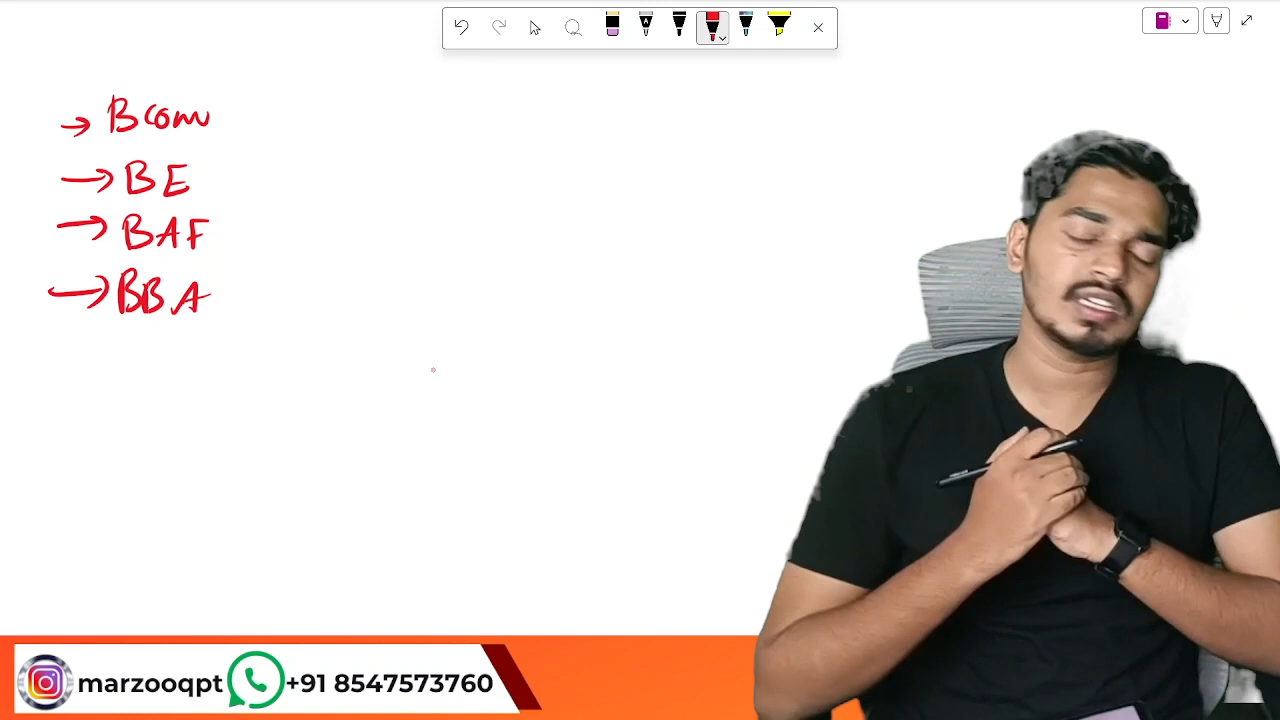 → Bcom
→ BE
→ BAF
→ BBA
marzooqpt +91 8547573760